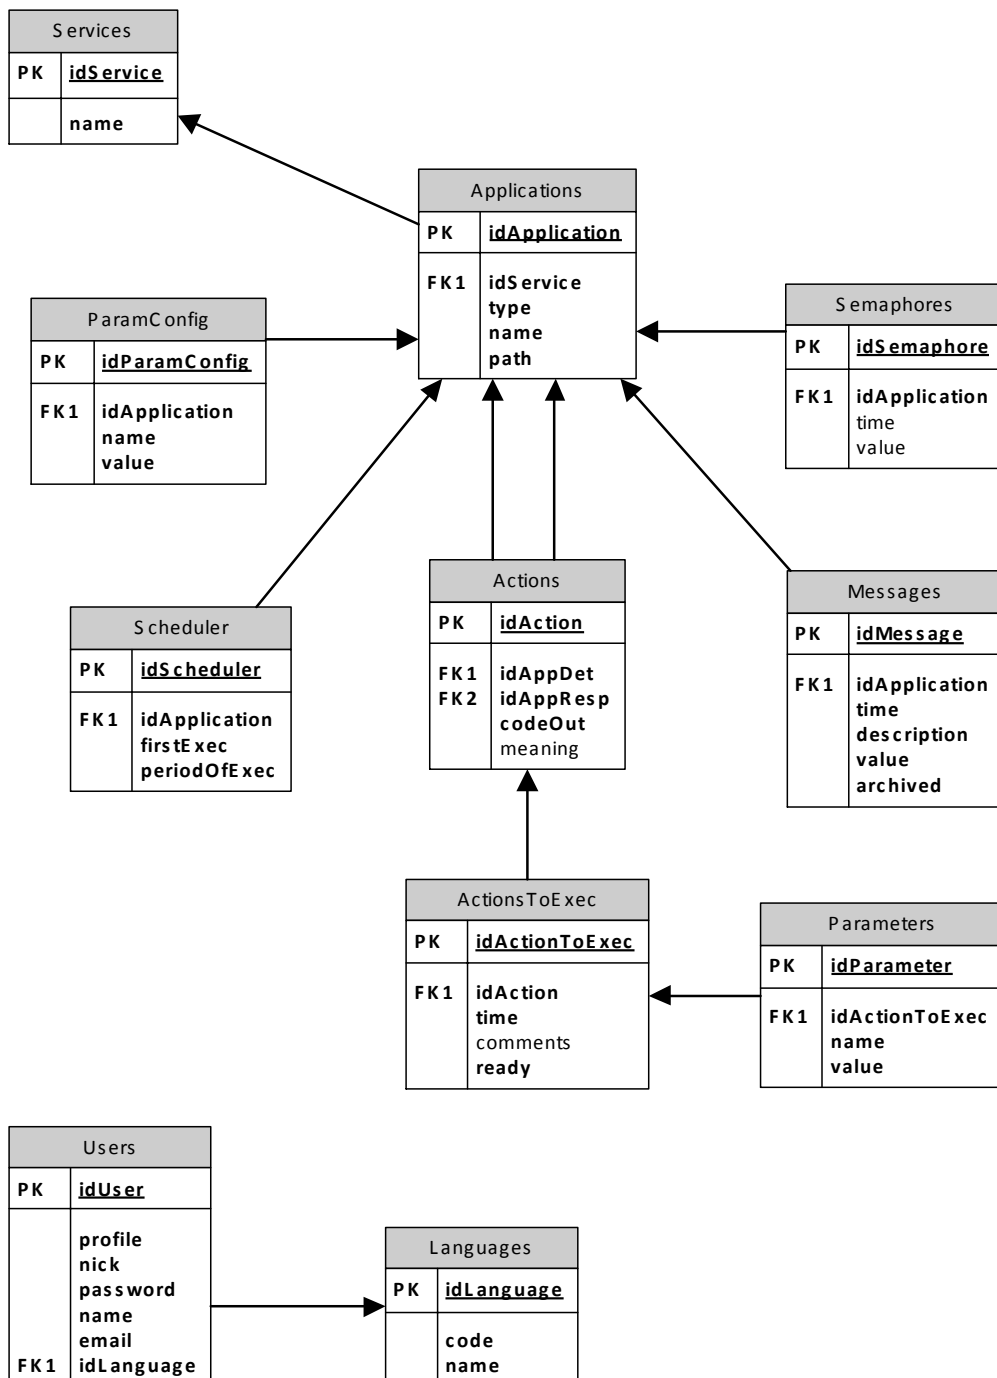 Services
PK idService
name
Applications
PK idApplication
FK1 idService
type
name
path
ParamConfig
PK idParamConfig
FK1 idApplication
name
value
Semaphores
PK idSemaphore
FK1 idApplication
time
value
Scheduler
PK idScheduler
FK1 idApplication
firstExec
periodOfExec
Actions
PK idAction
FK1 idAppDet
FK2 idAppResp
codeOut
meaning
Messages
PK idMessage
FK1 idApplication
time
description
value
archived
ActionsToExec
PK idActionToExec
FK1 idAction
time
comments
ready
Parameters
PK idParameter
FK1 idActionToExec
name
value
Users
PK idUser
profile
nick
password
name
email
FK1 idLanguage
Languages
PK idLanguage
code
name